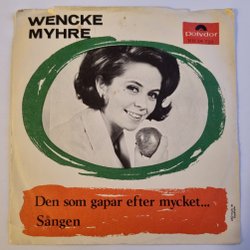 WENCKE
MYHRE
Polydor
Den som gapar efter mycket...
Sången